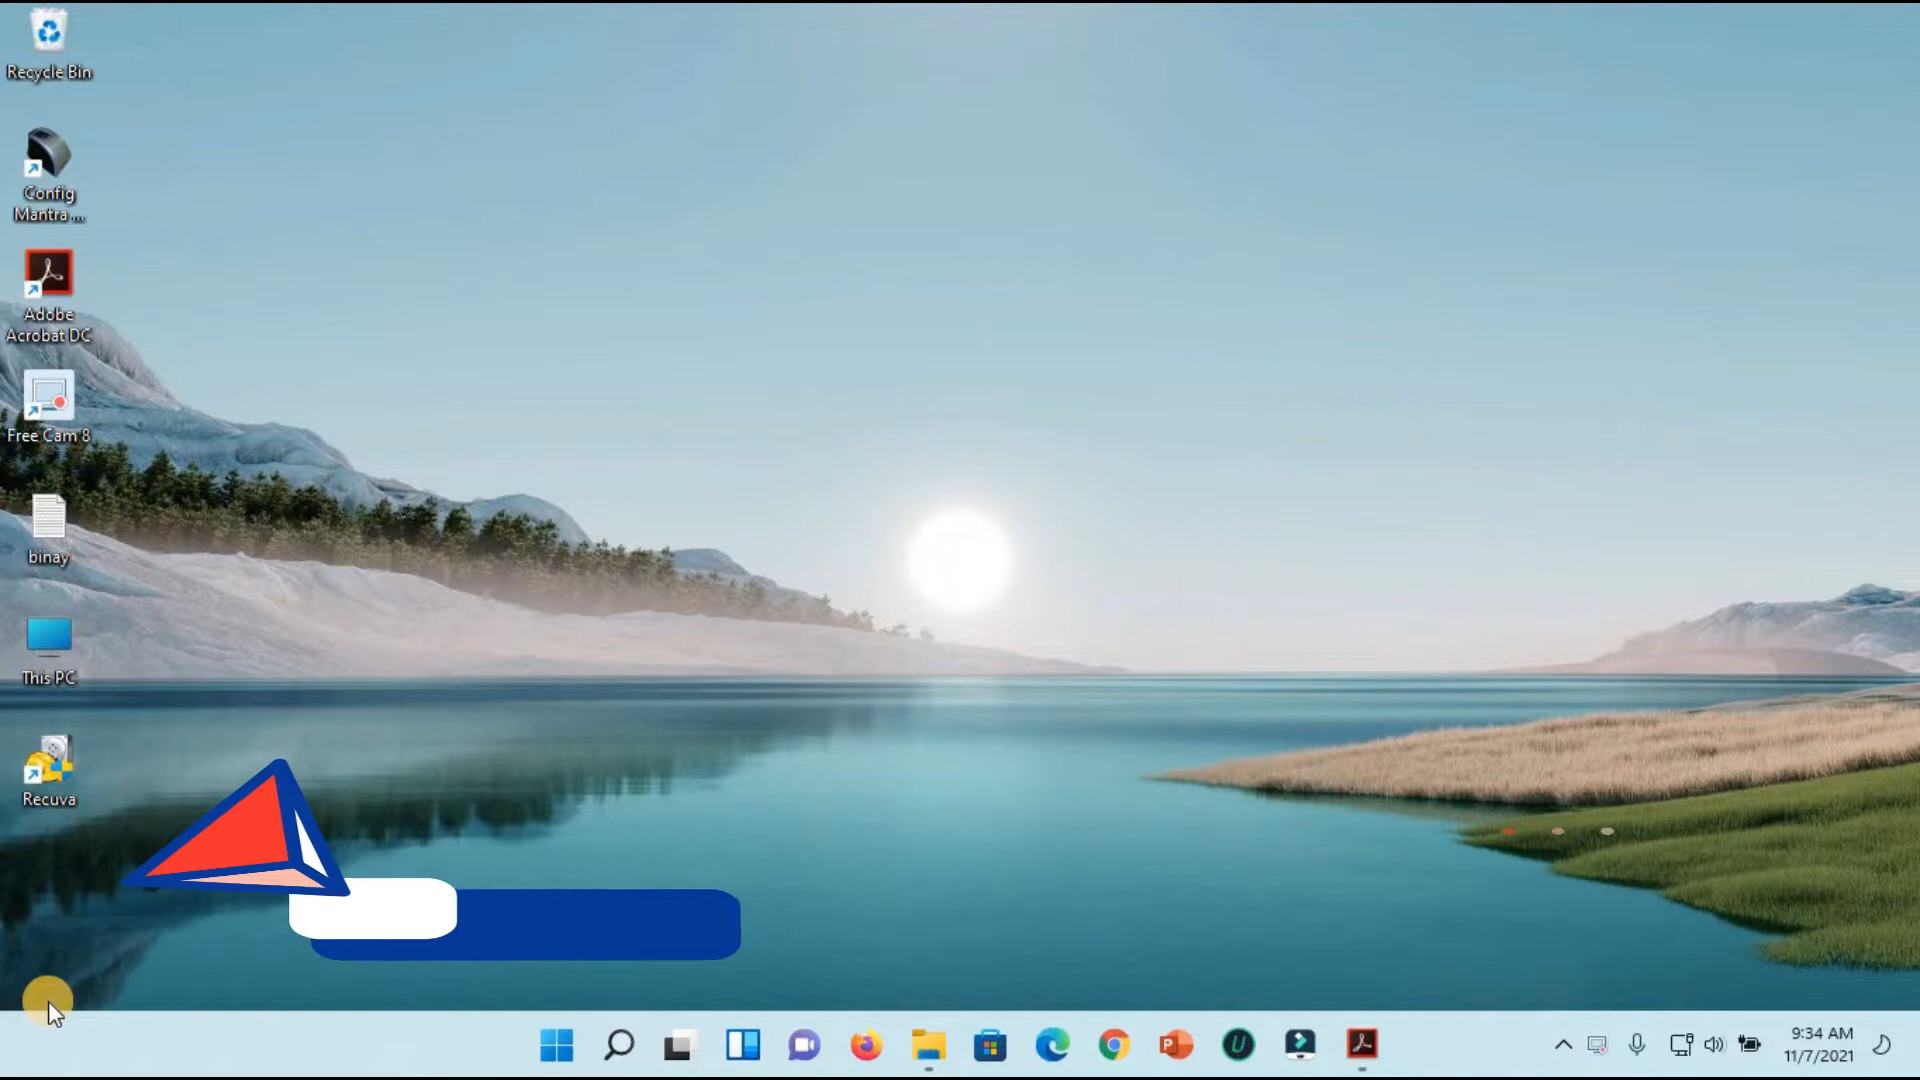 Recycle Bin
Config
Mantra ...
Adobe
Acrobat DC
Free Cam 8
binay
This PC
Recuva
P
U
9:34 AM
11/7/2021